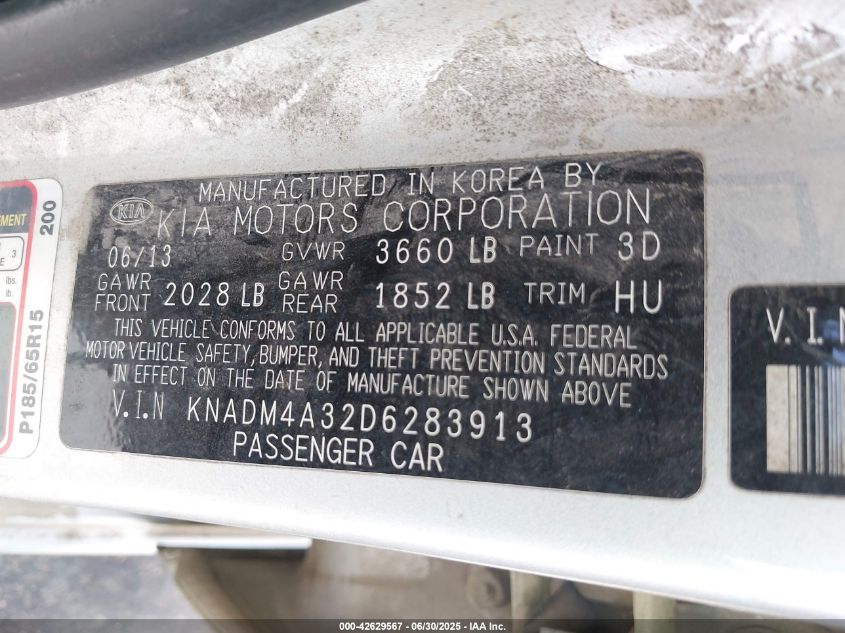 MANUFACTURED IN KOREA BY
KIA KIA MOTORS CORPORATION
06/13 GVWR 3660 LB PAINT 3D
GAWR FRONT 2028 LB GAWR REAR 1852 LB TRIM HU
THIS VEHICLE CONFORMS TO ALL APPLICABLE U.S.A. FEDERAL
MOTOR VEHICLE, SAFETY, BUMPER, AND THEFT PREVENTION STANDARDS
IN EFFECT ON THE DATE OF MANUFACTURE SHOWN ABOVE
V.I.N KNADM4A32D6283913
PASSENGER CAR
200
3
lbs.
lb.
P185/65R15
V.I.N
000-42629567 - 06/30/2025 - IAA Inc.